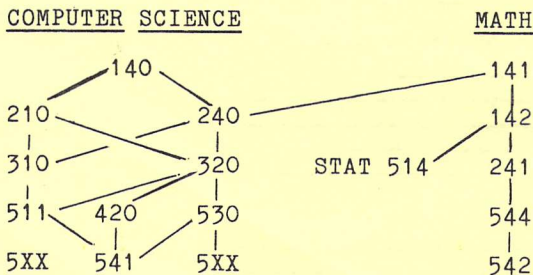 COMPUTER SCIENCE MATH
140 141
210 240 142
310 320 STAT 514 241
511 420 530 544
5XX 541 5XX 542